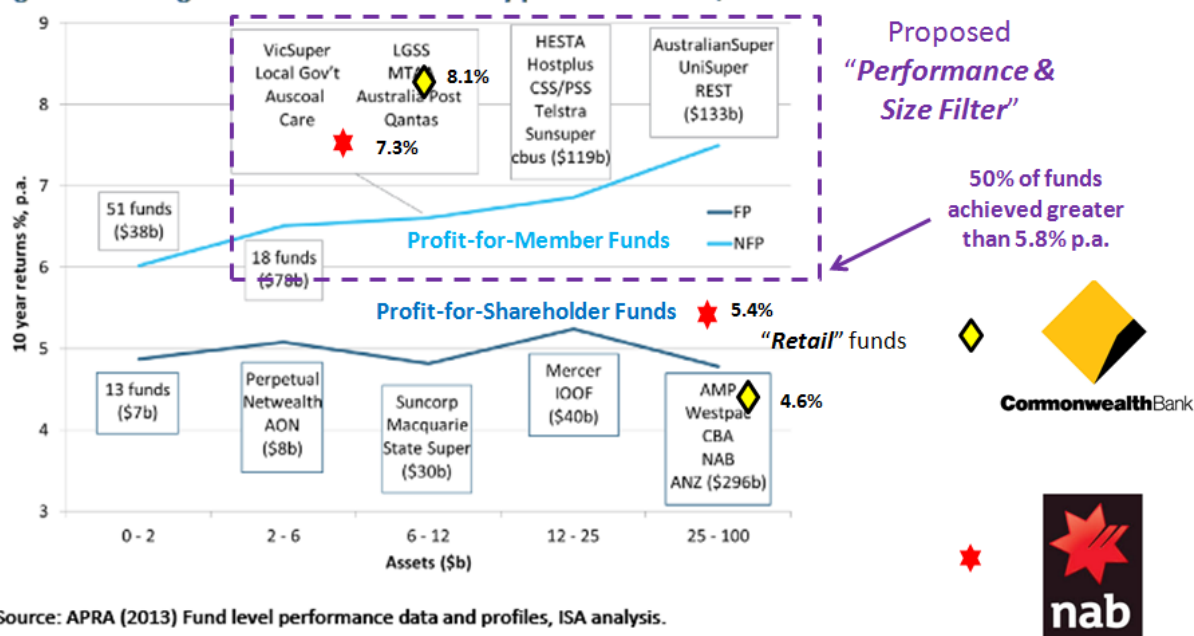 9
8
7
6
5
4
3
10 year returns %, p.a.
VicSuper
Local Gov't
Auscoal
Care
LGSS
Australia Post
Qantas
8.1%
7.3%
HESTA
Hostplus
CSS/PSS
Telstra
Sunsuper
cbus ($119b)
AustralianSuper
UniSuper
REST
($133b)
Proposed
"Performance &
Size Filter"
50% of funds
achieved greater
than 5.8% p.a.
51 funds
($38b)
18 funds
($78b)
FP
NFP
Profit-for-Member Funds
Profit-for-Shareholder Funds
5.4%
"Retail" funds
13 funds
($7b)
Perpetual
Netwealth
AON
($8b)
Suncorp
Macquarie
State Super
($30b)
Mercer
IOOF
($40b)
AMP
Westpac
CBA
NAB
ANZ ($296b)
4.6%
CommonwealthBank
nab
0 - 2
2 - 6
6 - 12
12 - 25
25 - 100
Assets ($b)
Source: APRA (2013) Fund level performance data and profiles, ISA analysis.